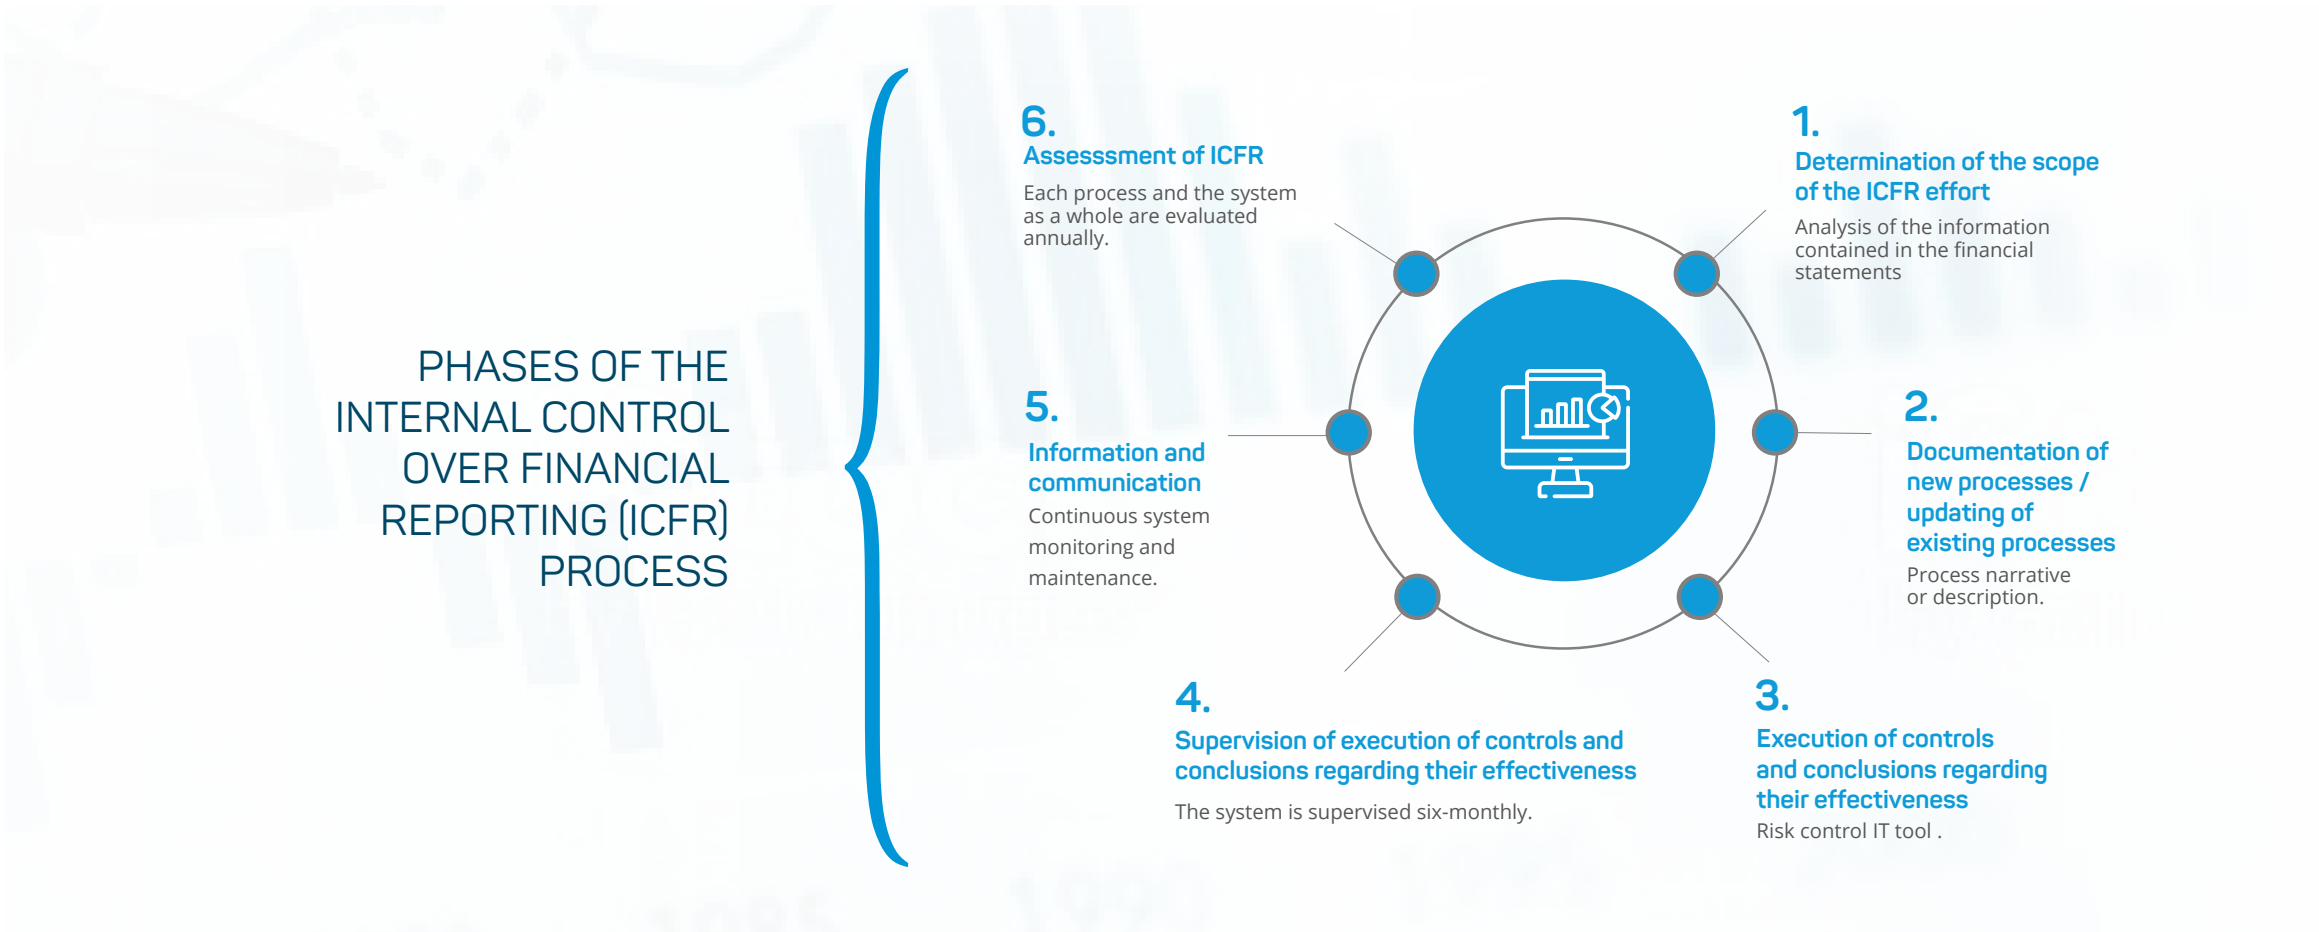 PHASES OF THE
INTERNAL CONTROL
OVER FINANCIAL
REPORTING (ICFR)
PROCESS
1.
Determination of the scope
of the ICFR effort
Analysis of the information
contained in the financial
statements
2.
Documentation of
new processes /
updating of
existing processes
Process narrative
or description.
3.
Execution of controls
and conclusions regarding
their effectiveness
Risk control IT tool .
4.
Supervision of execution of controls and
conclusions regarding their effectiveness
The system is supervised six-monthly.
5.
Information and
communication
Continuous system
monitoring and
maintenance.
6.
Assesssment of ICFR
Each process and the system
as a whole are evaluated
annually.
1985
1990